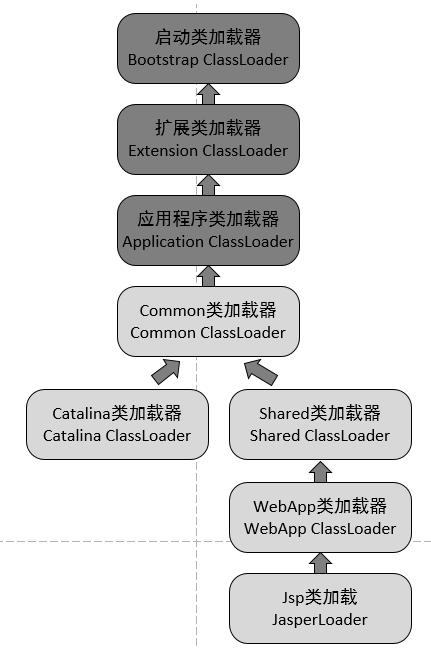 启动类加载器
Bootstrap ClassLoader
扩展类加载器
Extension ClassLoader
应用程序类加载器
Application ClassLoader
Common类加载器
Common ClassLoader
Catalina类加载器
Catalina ClassLoader
Shared类加载器
Shared ClassLoader
WebApp类加载器
WebApp ClassLoader
Jsp类加载
JasperLoader